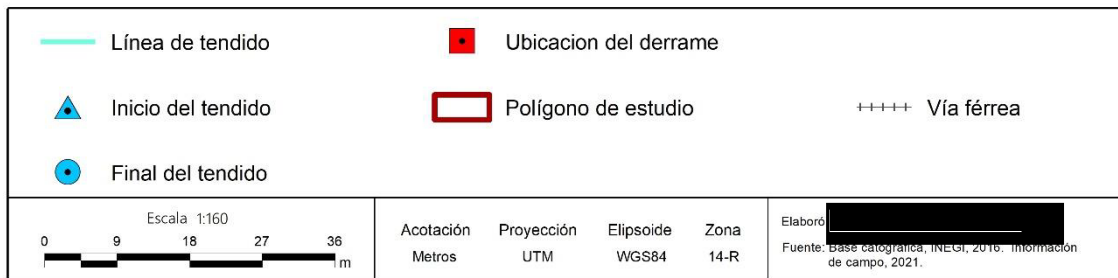 Línea de tendido
Ubicacion del derrame
Inicio del tendido
Polígono de estudio
Vía férrea
Final del tendido
Escala 1:160
0 9 18 27 36
m
Acotación Proyección Elipsoide Zona
Metros UTM WGS84 14-R
Elaboró
Fuente: Base catografica, INEGI, 2016. Información
de campo, 2021.